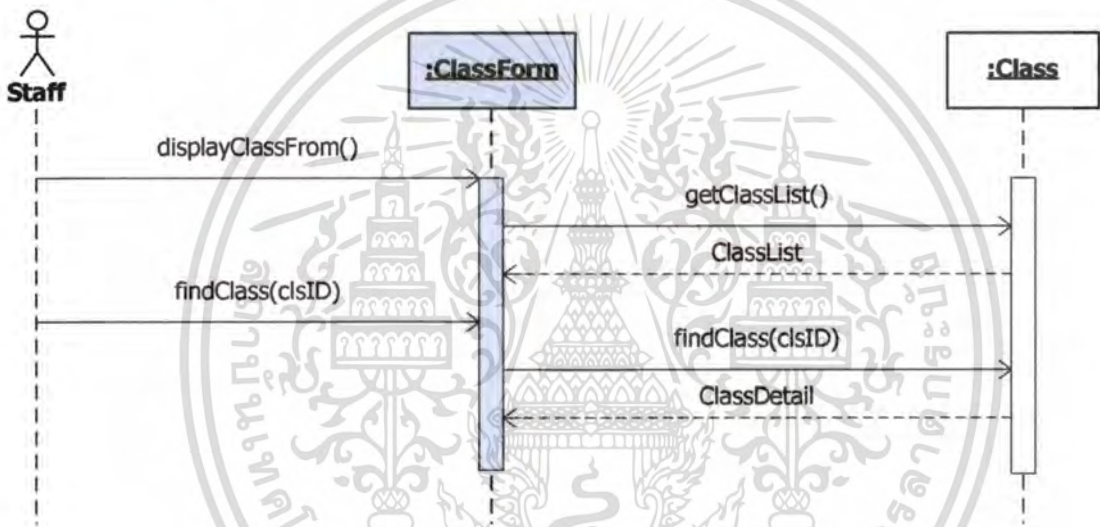 :ClassForm
:Class
Staff
displayClassFrom()
getClassList()
ClassList
findClass(clsID)
findClass(clsID)
ClassDetail